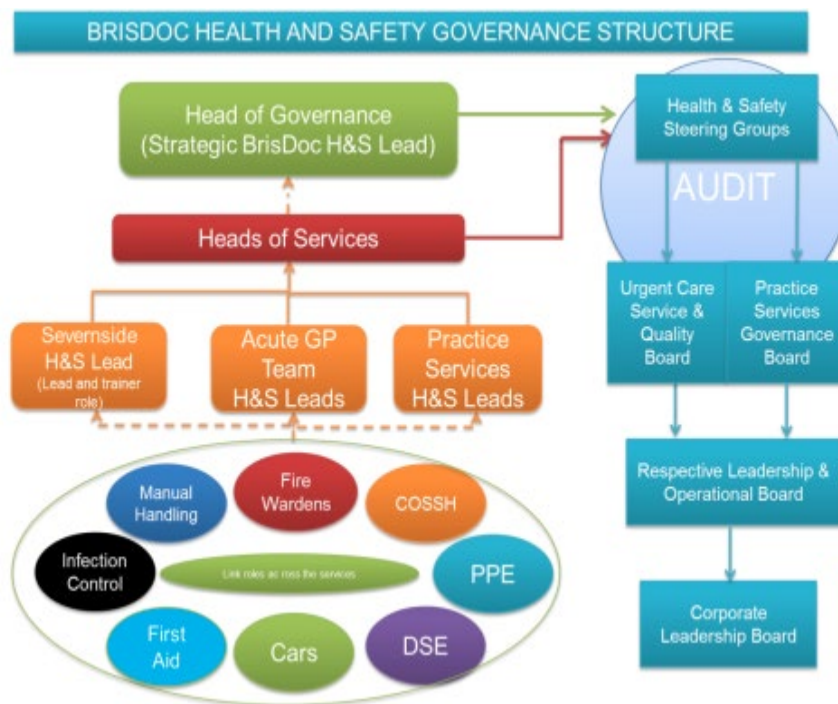 BRISDOC HEALTH AND SAFETY GOVERNANCE STRUCTURE
Head of Governance
(Strategic BrisDoc H&S Lead)
Health & Safety
Steering Groups
AUDIT
Heads of Services
Urgent Care
Service &
Quality
Board
Practice
Services
Governance
Board
Severnside
H&S Lead
(Lead and trainer
role)
Acute GP
Team
H&S Leads
Practice
Services
H&S Leads
Respective Leadership &
Operational Board
Manual
Handling
Fire
Wardens
COSSH
Infection
Control
Link roles ac ross the services
PPE
First
Aid
Cars
DSE
Corporate
Leadership Board